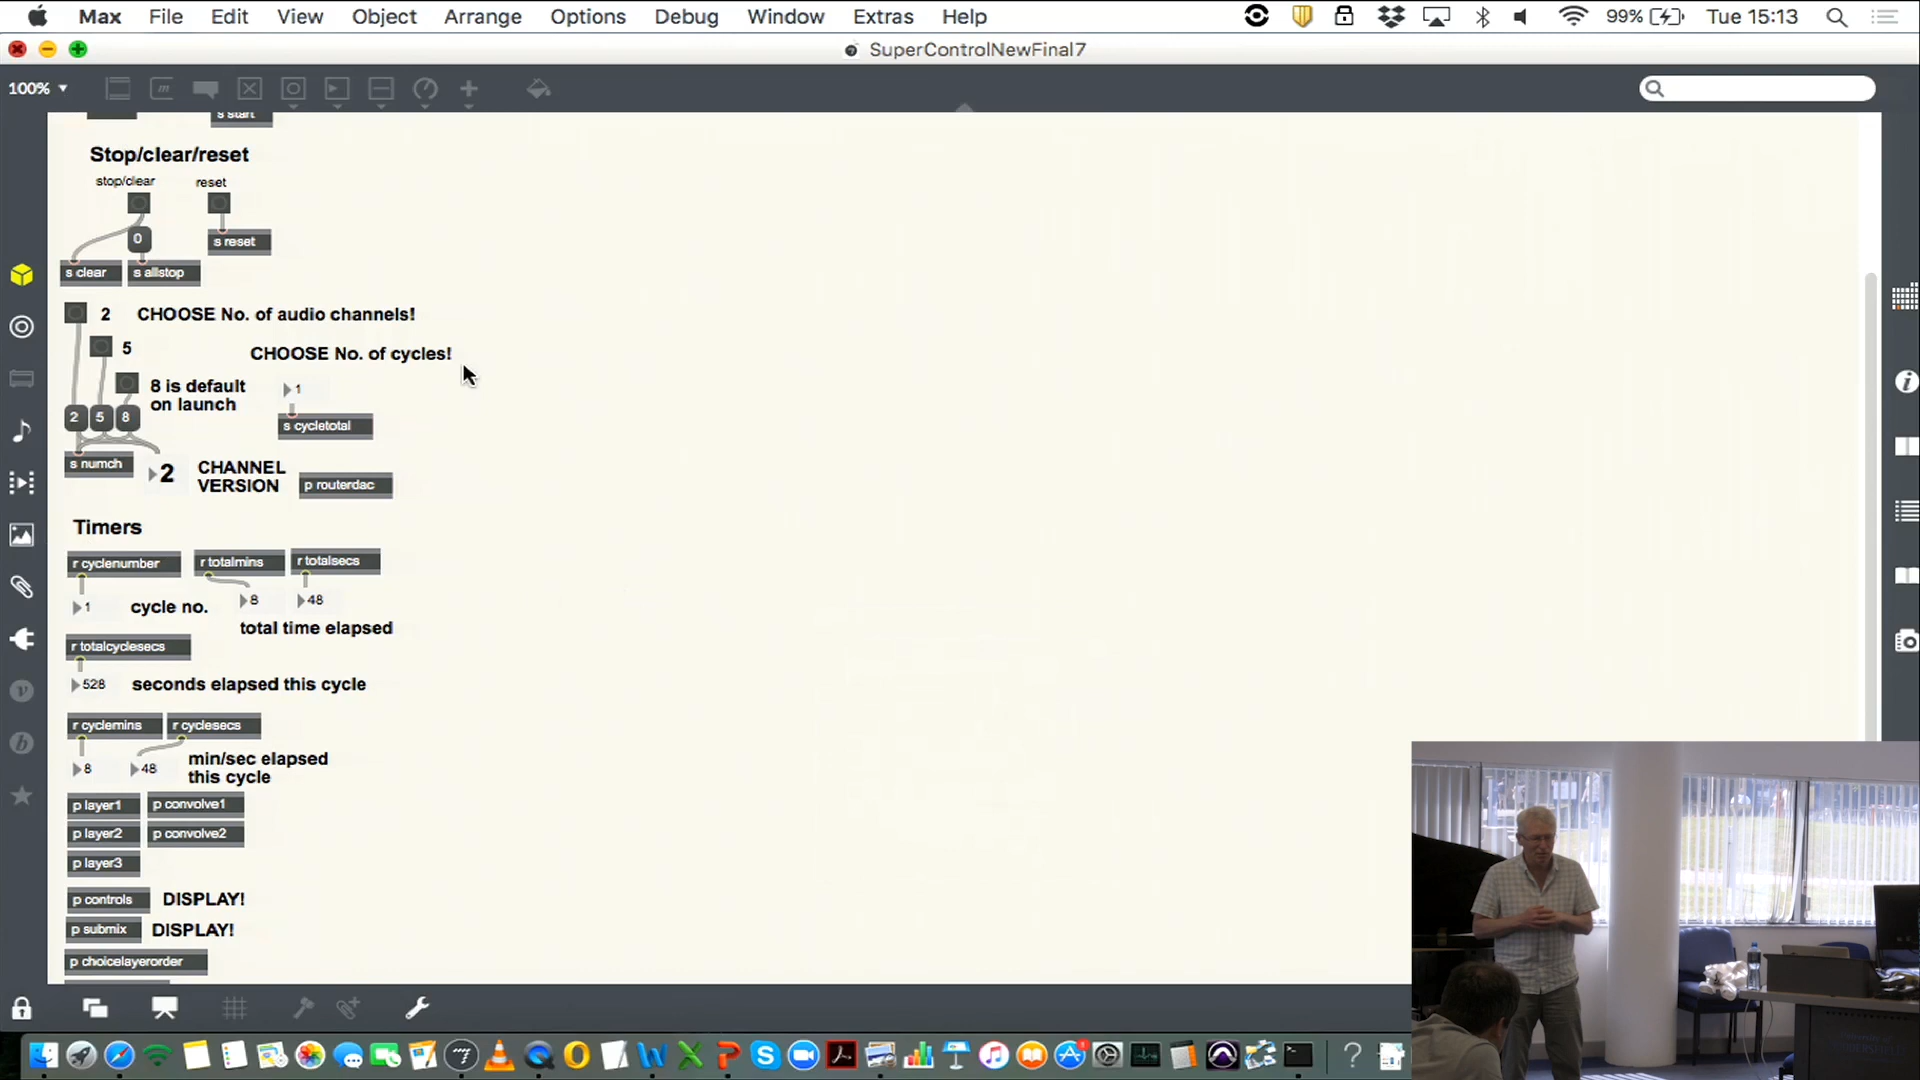 Max File Edit View Object Arrange Options Debug Window Extras Help 99% Tue 15:13
SuperControlNewFinal7
100%
s start
Stop/clear/reset
stop/clear reset
0
s reset
s clear s allstop
2 CHOOSE No. of audio channels!
5
CHOOSE No. of cycles!
8 is default
on launch
1
2 5 8
s cycletotal
s numch
2
CHANNEL
VERSION
p routerdac
Timers
r cyclenumber r totalmins r totalsecs
1 cycle no. 8 48
total time elapsed
r totalcyclesecs
528 seconds elapsed this cycle
r cyclemins r cyclesecs
min/sec elapsed
this cycle
8 48
p layer1 p convolve1
p layer2 p convolve2
p layer3
p controls DISPLAY!
p submix DISPLAY!
p choicelayerorder